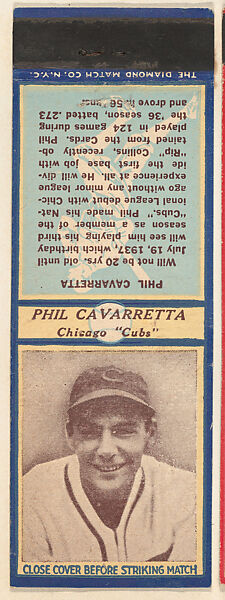 THE DIAMOND MATCH CO. N.Y.C.
PHIL CAVARRETTA
Will not be 20 yrs. old until
July 19, 1937 which birthday
will see him playing his third
season as a member of the
"Cubs." Phil made his Nat-
ional League debut with Chic-
ago without any minor league
experience at all. He will div-
ide the first base job with
"Rip" Collins, recently ob-
tained from the Cards. Phil
played in 124 games during
the '36 season, batted .273
and drove in 56 runs.
PHIL CAVARRETTA
Chicago "Cubs"
C
CLOSE COVER BEFORE STRIKING MATCH